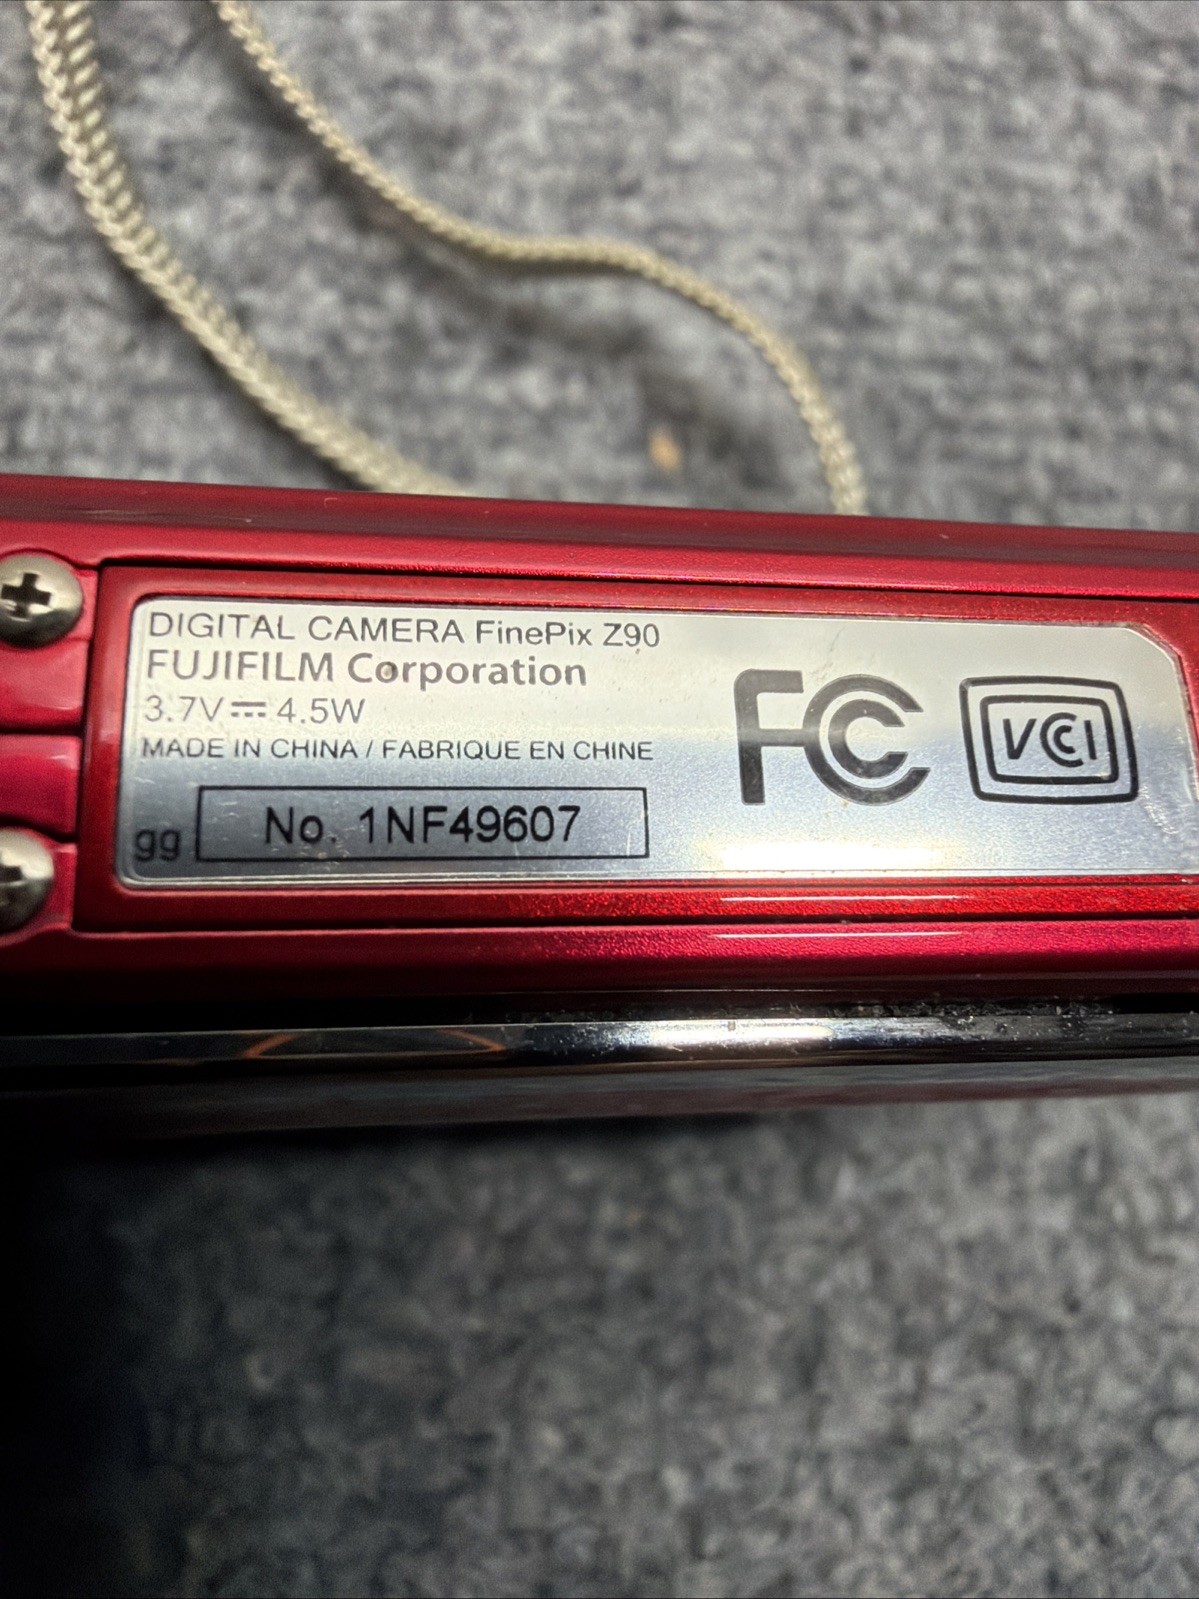 DIGITAL CAMERA FinePix Z90
FUJIFILM Corporation
3.7V⎓ 4.5W
MADE IN CHINA / FABRIQUE EN CHINE
gg No. 1NF49607
FC
VCCI